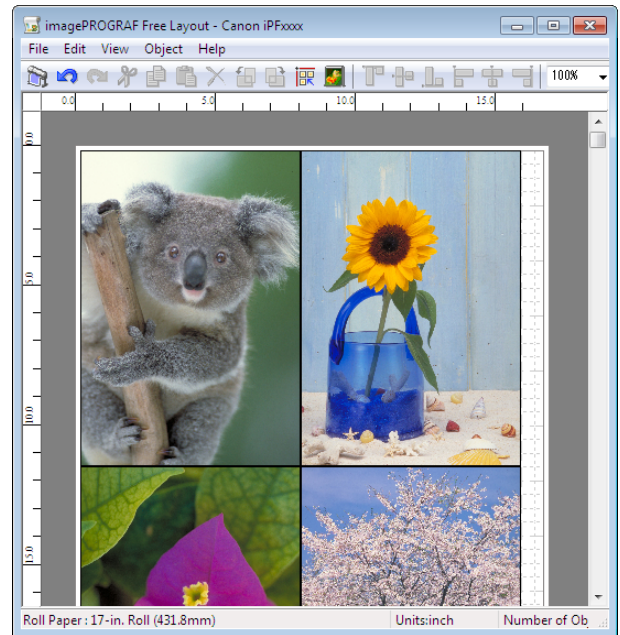 imagePROGRAF Free Layout - Canon iPFxxxx
File Edit View Object Help
100%
0.0 5.0 10.0 15.0
0.0
5.0
10.0
15.0
Roll Paper : 17-in. Roll (431.8mm) Units:inch Number of Ob